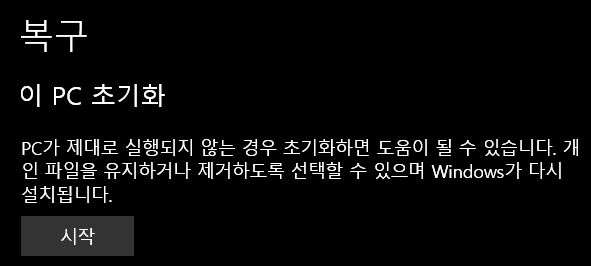 복구
이 PC 초기화
PC가 제대로 실행되지 않는 경우 초기화하면 도움이 될 수 있습니다. 개
인 파일을 유지하거나 제거하도록 선택할 수 있으며 Windows가 다시
설치됩니다.
시작